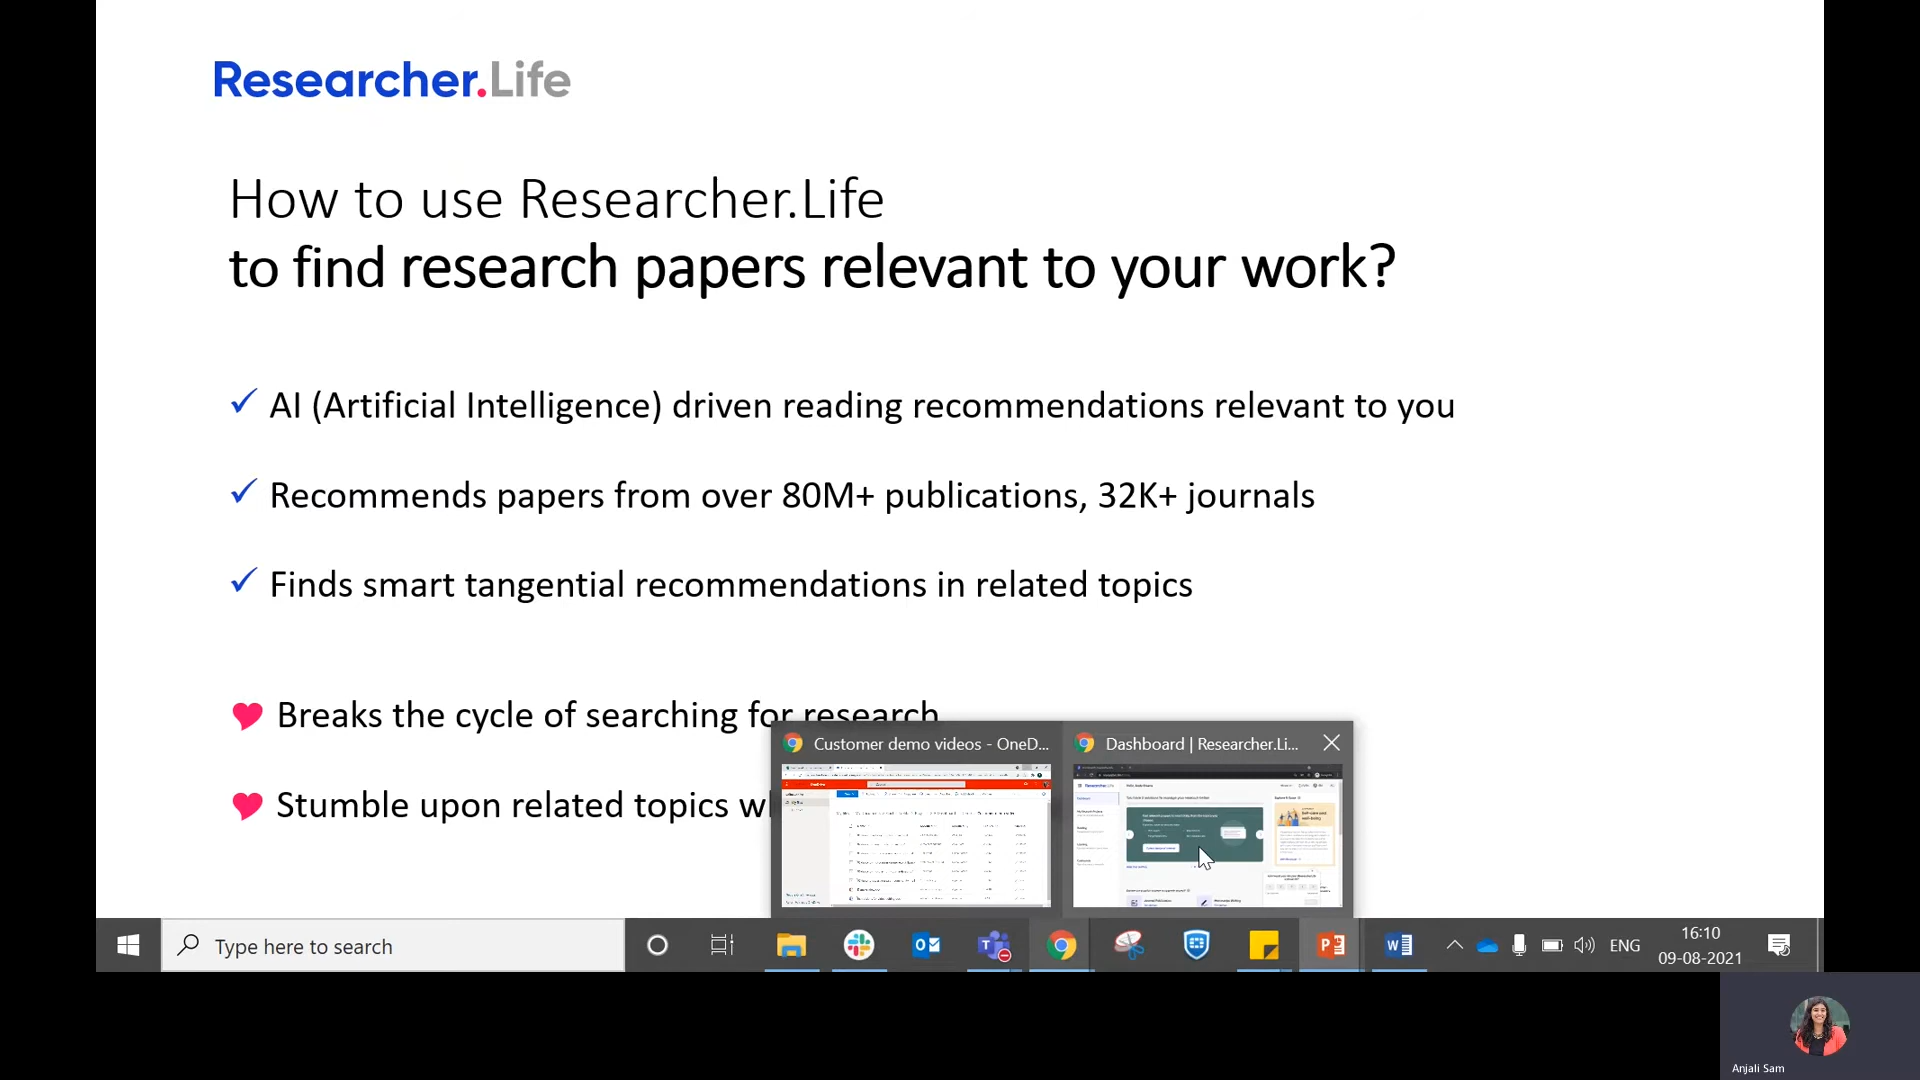 Researcher.Life
How to use Researcher.Life
to find research papers relevant to your work?
AI (Artificial Intelligence) driven reading recommendations relevant to you
Recommends papers from over 80M+ publications, 32K+ journals
Finds smart tangential recommendations in related topics
Breaks the cycle of searching for research
Stumble upon related topics
Customer demo videos - OneD...
Dashboard | Researcher.Li...
Type here to search
ENG
16:10
09-08-2021
Anjali Sam